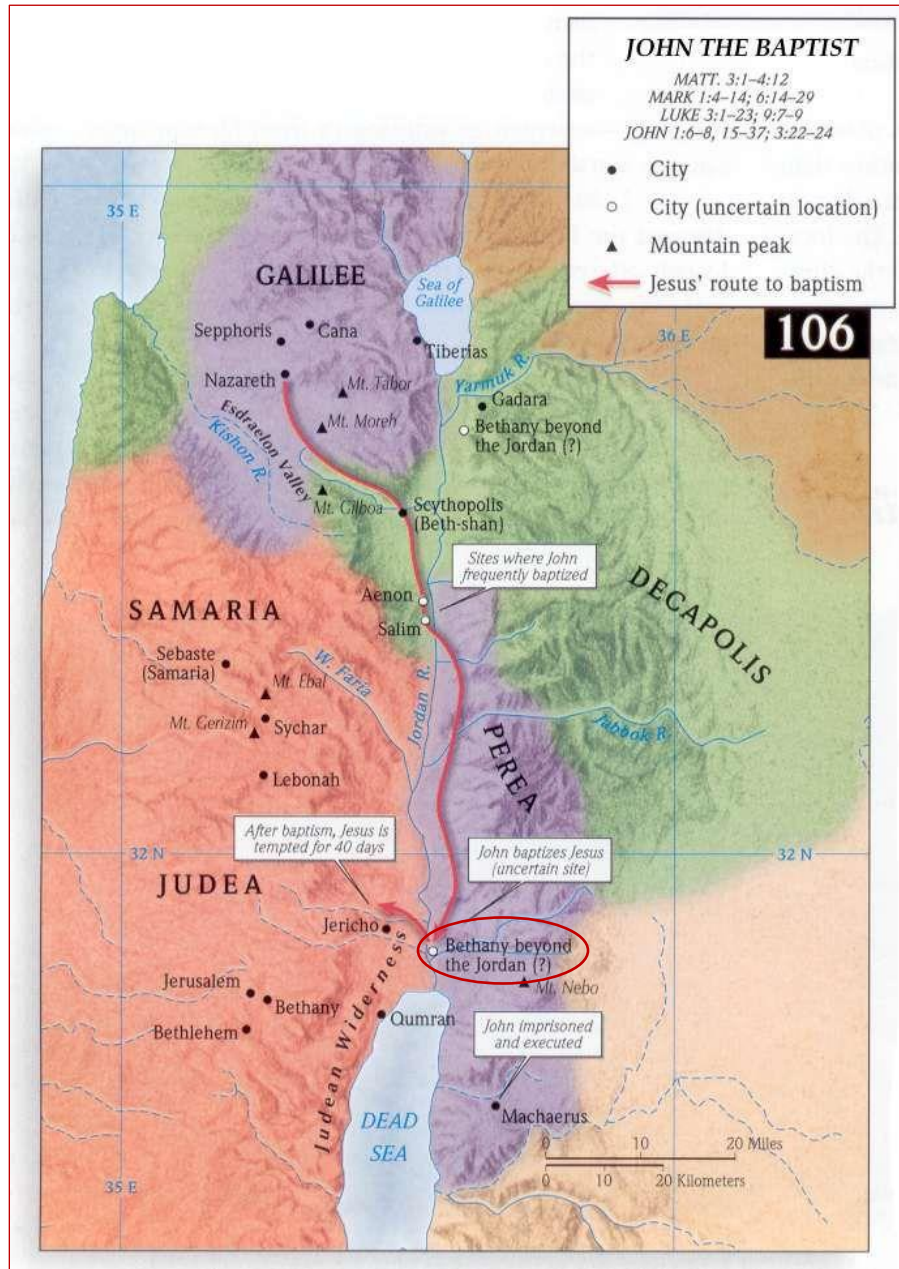 JOHN THE BAPTIST
MATT. 3:1–4:12
MARK 1:4–14; 6:14–29
LUKE 3:1–23; 9:7–9
JOHN 1:6–8, 15–37; 3:22–24
City
City (uncertain location)
Mountain peak
Jesus' route to baptism
106
35 E
36 E
GALILEE
Sea of
Galilee
Sepphoris
Cana
Tiberias
Nazareth
Mt. Tabor
Yarmuk R.
Gadara
Mt. Moreh
Bethany beyond
the Jordan (?)
Esdraelon Valley
Kishon R.
Mt. Gilboa
Scythopolis
(Beth-shan)
Sites where John
frequently baptized
DECAPOLIS
Aenon
Salim
SAMARIA
Sebaste
(Samaria)
W. Faria
Mt. Ebal
Jordan R.
Mt. Gerizim
Sychar
Jabbok R.
PEREA
Lebonah
After baptism, Jesus is
tempted for 40 days
32 N
John baptizes Jesus
(uncertain site)
32 N
JUDEA
Jericho
Bethany beyond
the Jordan (?)
Mt. Nebo
Jerusalem
Bethany
Judean Wilderness
Qumran
Bethlehem
John imprisoned
and executed
Machaerus
DEAD
SEA
0 10 20 Miles
0 10 20 Kilometers
35 E